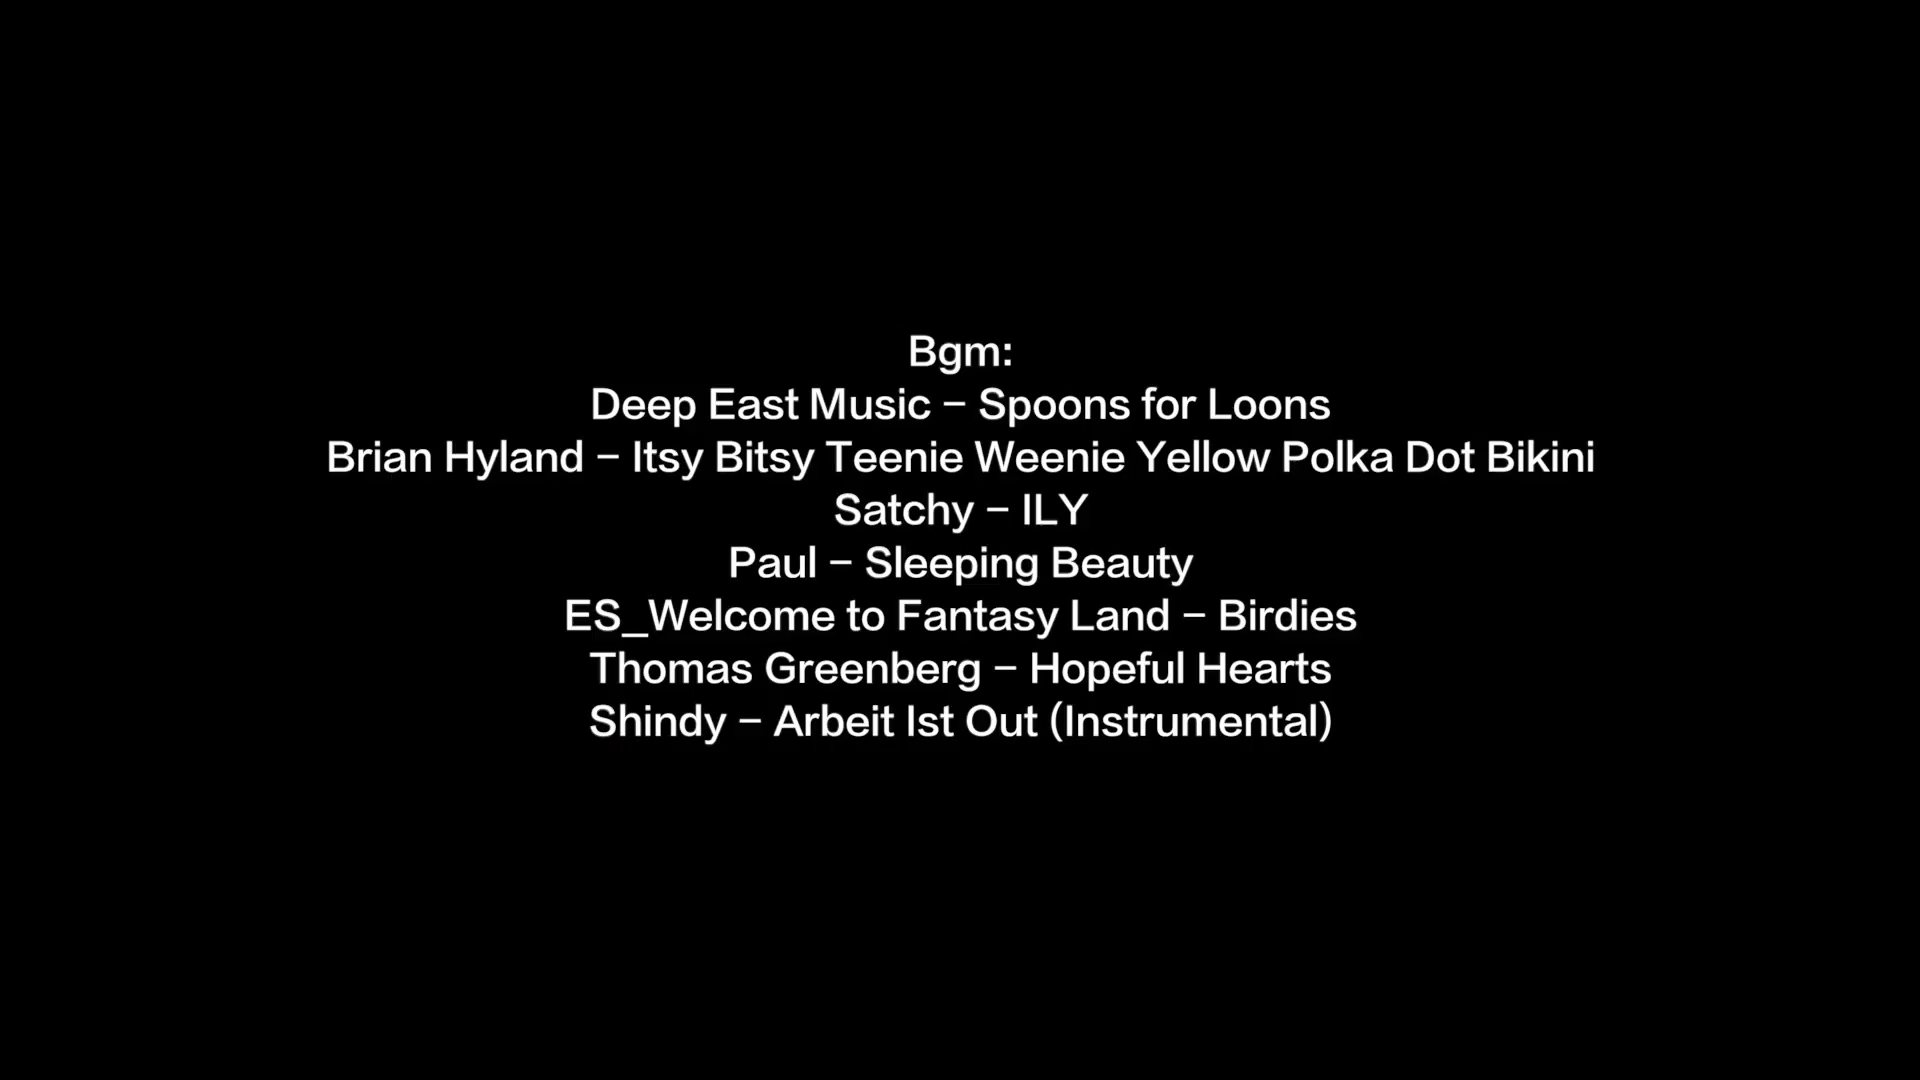 Bgm:
Deep East Music – Spoons for Loons
Brian Hyland – Itsy Bitsy Teenie Weenie Yellow Polka Dot Bikini
Satchy – ILY
Paul – Sleeping Beauty
ES_Welcome to Fantasy Land – Birdies
Thomas Greenberg – Hopeful Hearts
Shindy – Arbeit Ist Out (Instrumental)